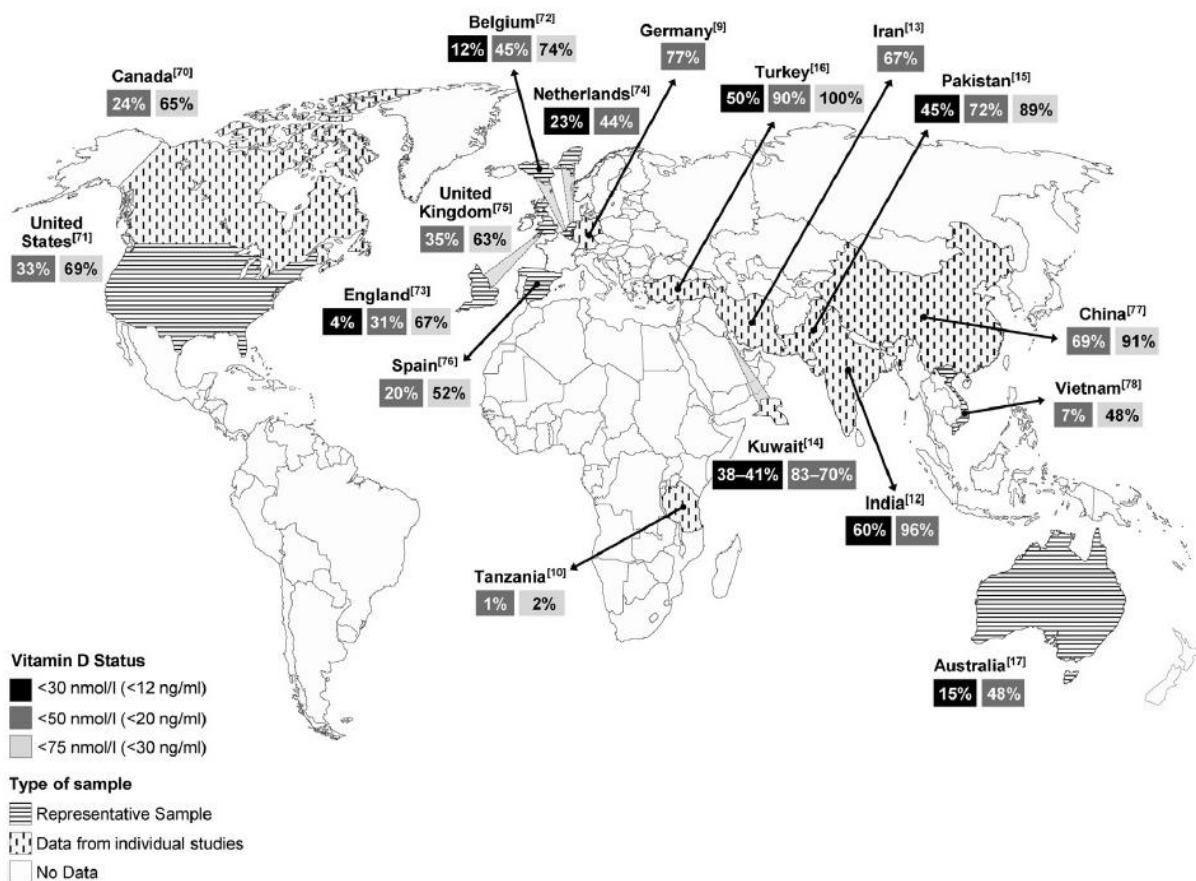 Belgium[72]
12% 45% 74%
Germany[9]
77%
Iran[13]
67%
Canada[70]
24% 65%
Netherlands[74]
23% 44%
Turkey[16]
50% 90% 100%
Pakistan[15]
45% 72% 89%
United
States[71]
33% 69%
United
Kingdom[75]
35% 63%
England[73]
4% 31% 67%
Spain[76]
20% 52%
China[77]
69% 91%
Vietnam[78]
7% 48%
Kuwait[14]
38–41% 83–70%
India[12]
60% 96%
Tanzania[10]
1% 2%
Australia[17]
15% 48%
Vitamin D Status
<30 nmol/l (<12 ng/ml)
<50 nmol/l (<20 ng/ml)
<75 nmol/l (<30 ng/ml)
Type of sample
Representative Sample
Data from individual studies
No Data